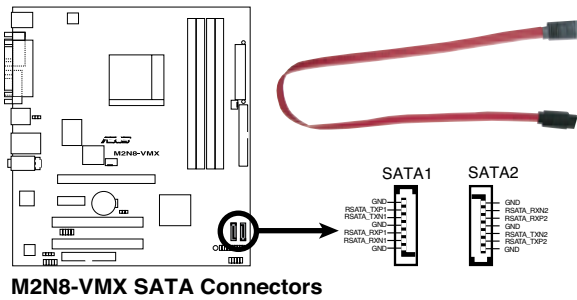 ASUS
M2N8-VMX
SATA1
GND
RSATA_TXP1
RSATA_TXN1
GND
RSATA_RXP1
RSATA_RXN1
GND
SATA2
GND
RSATA_RXN2
RSATA_RXP2
GND
RSATA_TXN2
RSATA_TXP2
GND
M2N8-VMX SATA Connectors